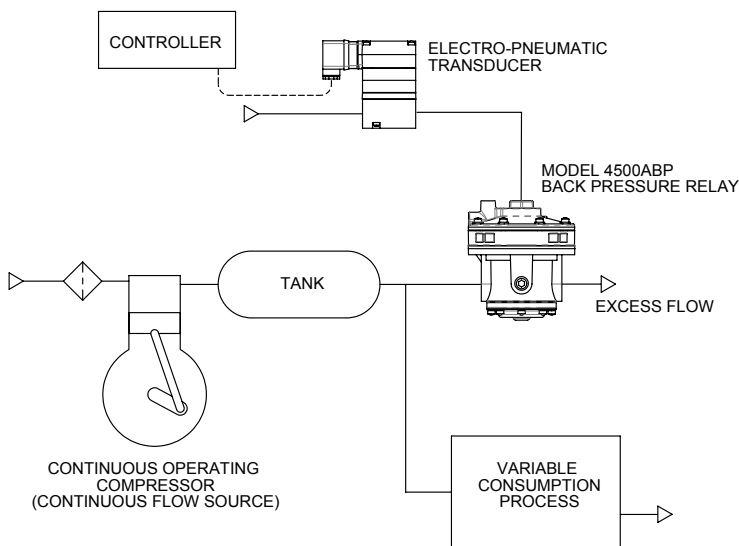 CONTROLLER
ELECTRO-PNEUMATIC
TRANSDUCER
MODEL 4500ABP
BACK PRESSURE RELAY
TANK
EXCESS FLOW
CONTINUOUS OPERATING
COMPRESSOR
(CONTINUOUS FLOW SOURCE)
VARIABLE
CONSUMPTION
PROCESS